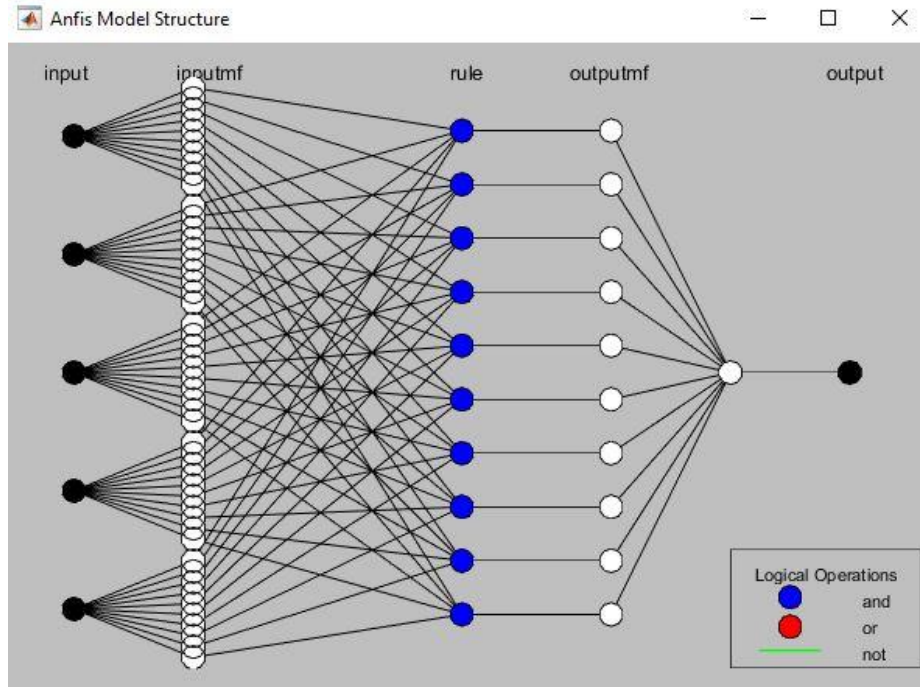 Anfis Model Structure
input inputmf rule outputmf output
Logical Operations
and
or
not